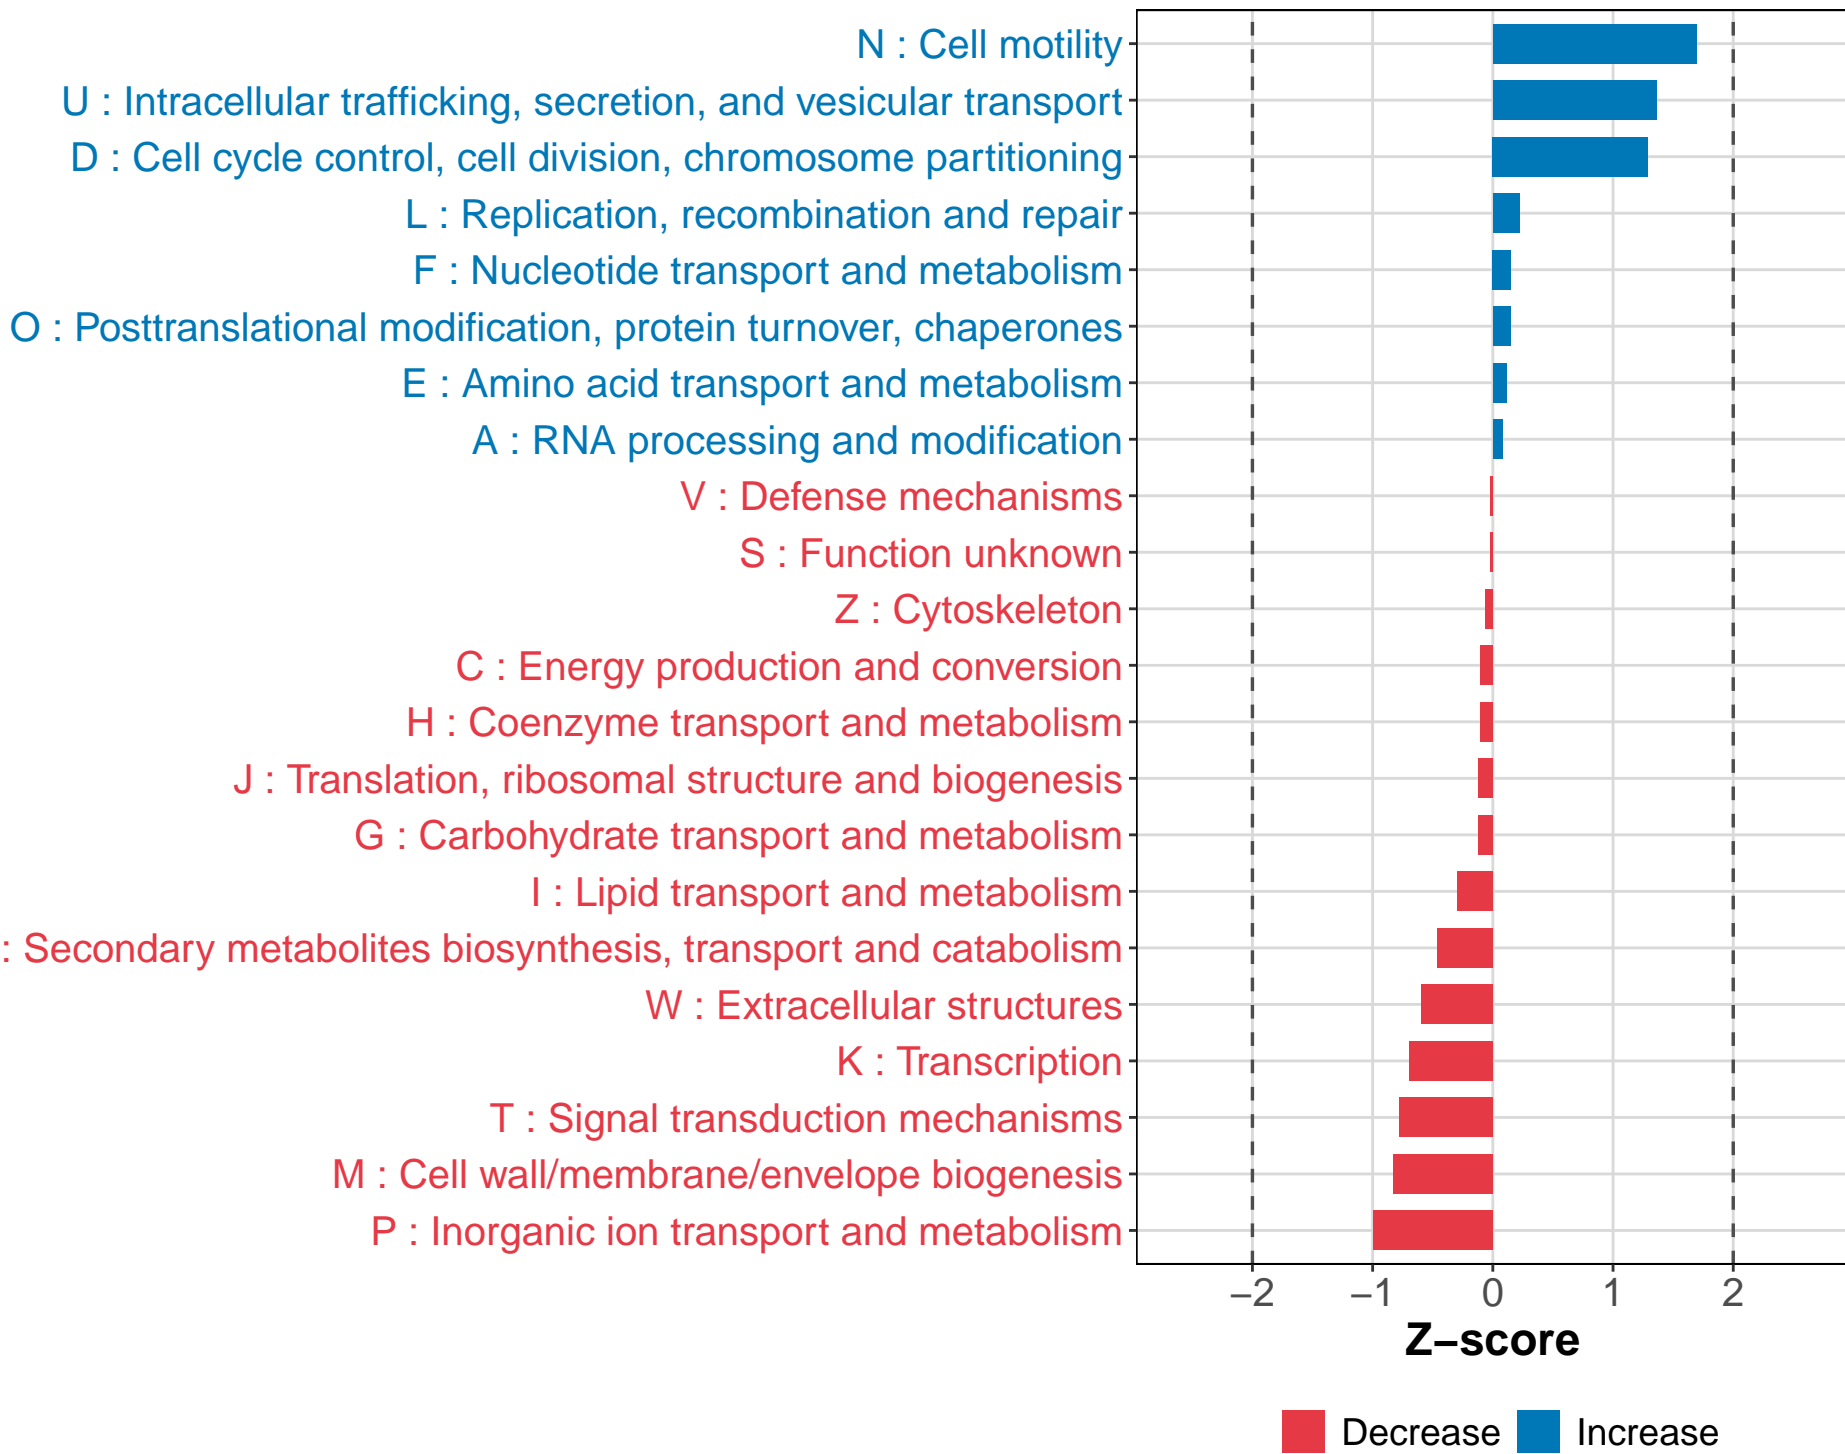 N : Cell motility
U : Intracellular trafficking, secretion, and vesicular transport
D : Cell cycle control, cell division, chromosome partitioning
L : Replication, recombination and repair
F : Nucleotide transport and metabolism
O : Posttranslational modification, protein turnover, chaperones
E : Amino acid transport and metabolism
A : RNA processing and modification
V : Defense mechanisms
S : Function unknown
Z : Cytoskeleton
C : Energy production and conversion
H : Coenzyme transport and metabolism
J : Translation, ribosomal structure and biogenesis
G : Carbohydrate transport and metabolism
I : Lipid transport and metabolism
: Secondary metabolites biosynthesis, transport and catabolism
W : Extracellular structures
K : Transcription
T : Signal transduction mechanisms
M : Cell wall/membrane/envelope biogenesis
P : Inorganic ion transport and metabolism
−2 −1 0 1 2
Z−score
Decrease Increase